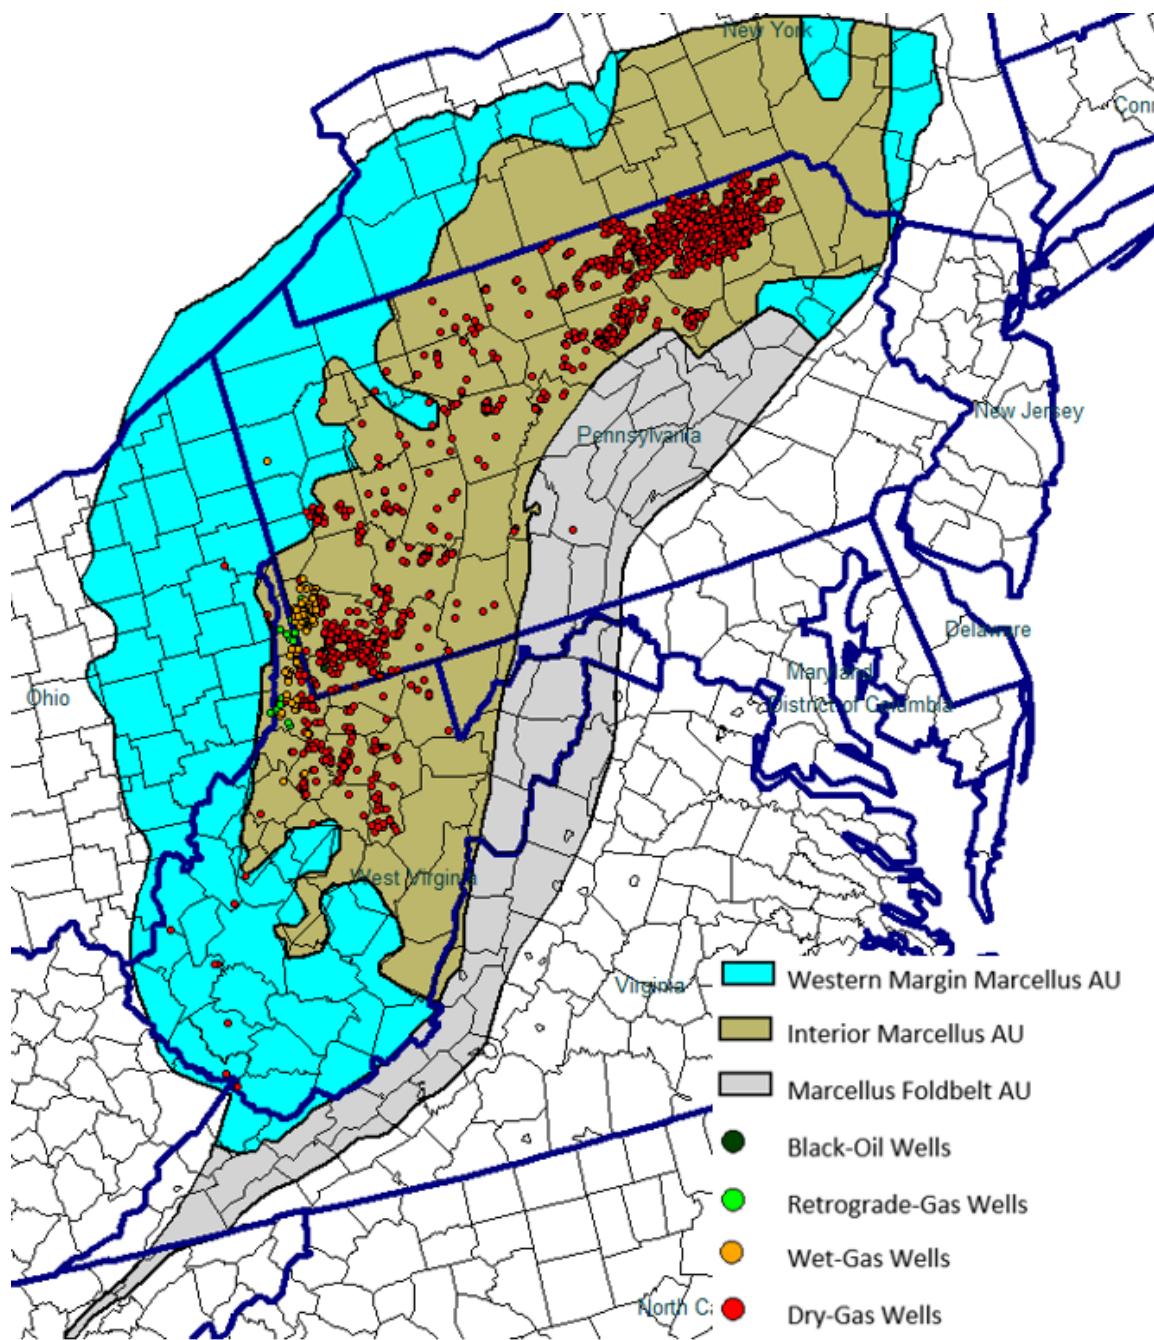 New York
Conn
New Jersey
Pennsylvania
Delaware
Maryland
District of Columbia
Ohio
West Virginia
Virginia
North Ca
Western Margin Marcellus AU
Interior Marcellus AU
Marcellus Foldbelt AU
Black-Oil Wells
Retrograde-Gas Wells
Wet-Gas Wells
Dry-Gas Wells